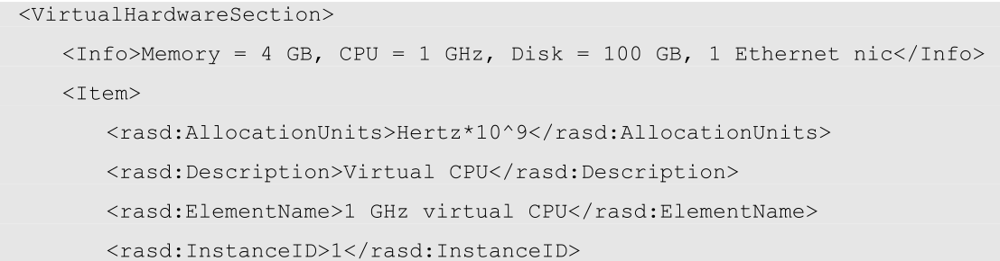 <VirtualHardwareSection>
<Info>Memory = 4 GB, CPU = 1 GHz, Disk = 100 GB, 1 Ethernet nic</Info>
<Item>
<rasd:AllocationUnits>Hertz*10^9</rasd:AllocationUnits>
<rasd:Description>Virtual CPU</rasd:Description>
<rasd:ElementName>1 GHz virtual CPU</rasd:ElementName>
<rasd:InstanceID>1</rasd:InstanceID>